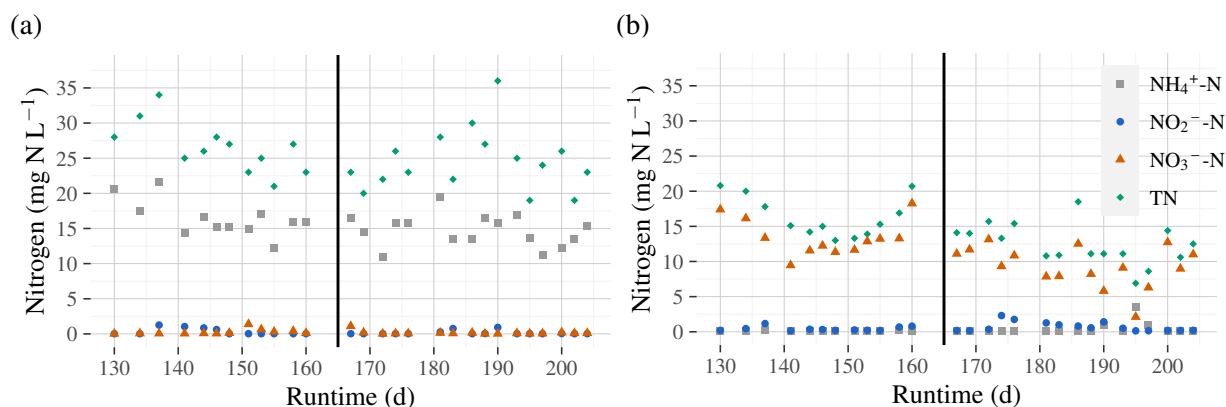 (a)
Nitrogen (mg N L⁻¹)
35
30
25
20
15
10
5
0
130 140 150 160 170 180 190 200
Runtime (d)
(b)
Nitrogen (mg N L⁻¹)
35
30
25
20
15
10
5
0
130 140 150 160 170 180 190 200
Runtime (d)
NH₄⁺-N
NO₂⁻-N
NO₃⁻-N
TN